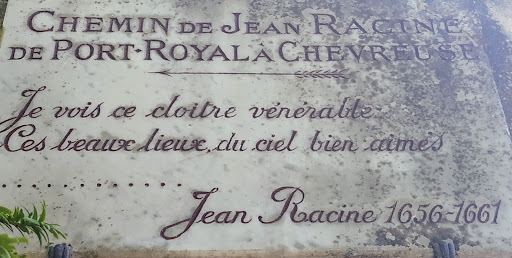 CHEMIN DE JEAN RACINE
DE PORT-ROYAL À CHEVREUSE
Je vois ce cloitre vénérable
Ces beaux lieux, du ciel bien aimés
....................
Jean Racine 1656-1661